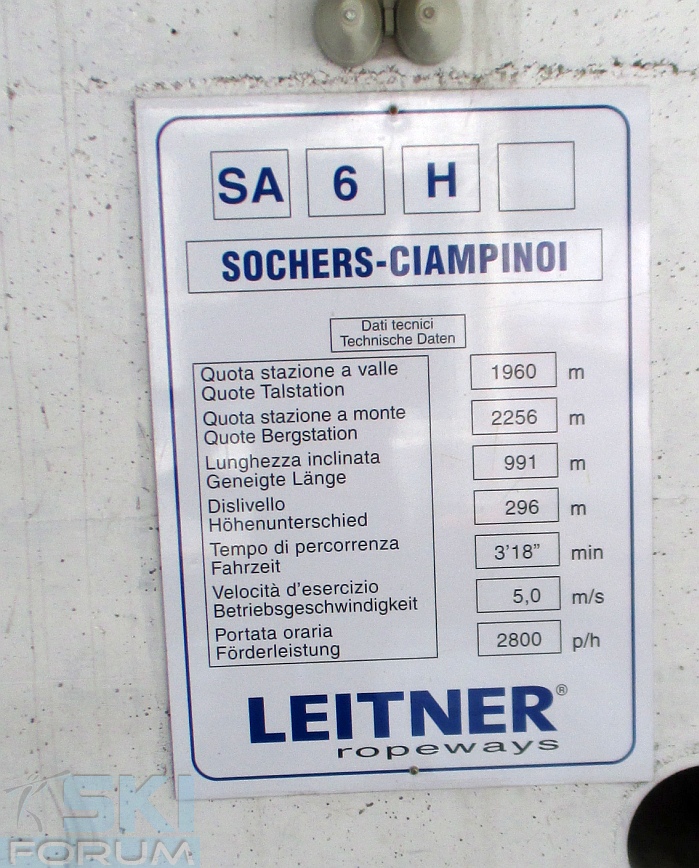 SA 6 H
SOCHERS-CIAMPINOI
Dati tecnici
Technische Daten
Quota stazione a valle
Quote Talstation
1960 m
Quota stazione a monte
Quote Bergstation
2256 m
Lunghezza inclinata
Geneigte Länge
991 m
Dislivello
Höhenunterschied
296 m
Tempo di percorrenza
Fahrzeit
3'18" min
Velocità d'esercizio
Betriebsgeschwindigkeit
5,0 m/s
Portata oraria
Förderleistung
2800 p/h
LEITNER®
ropeways
SKI
FORUM